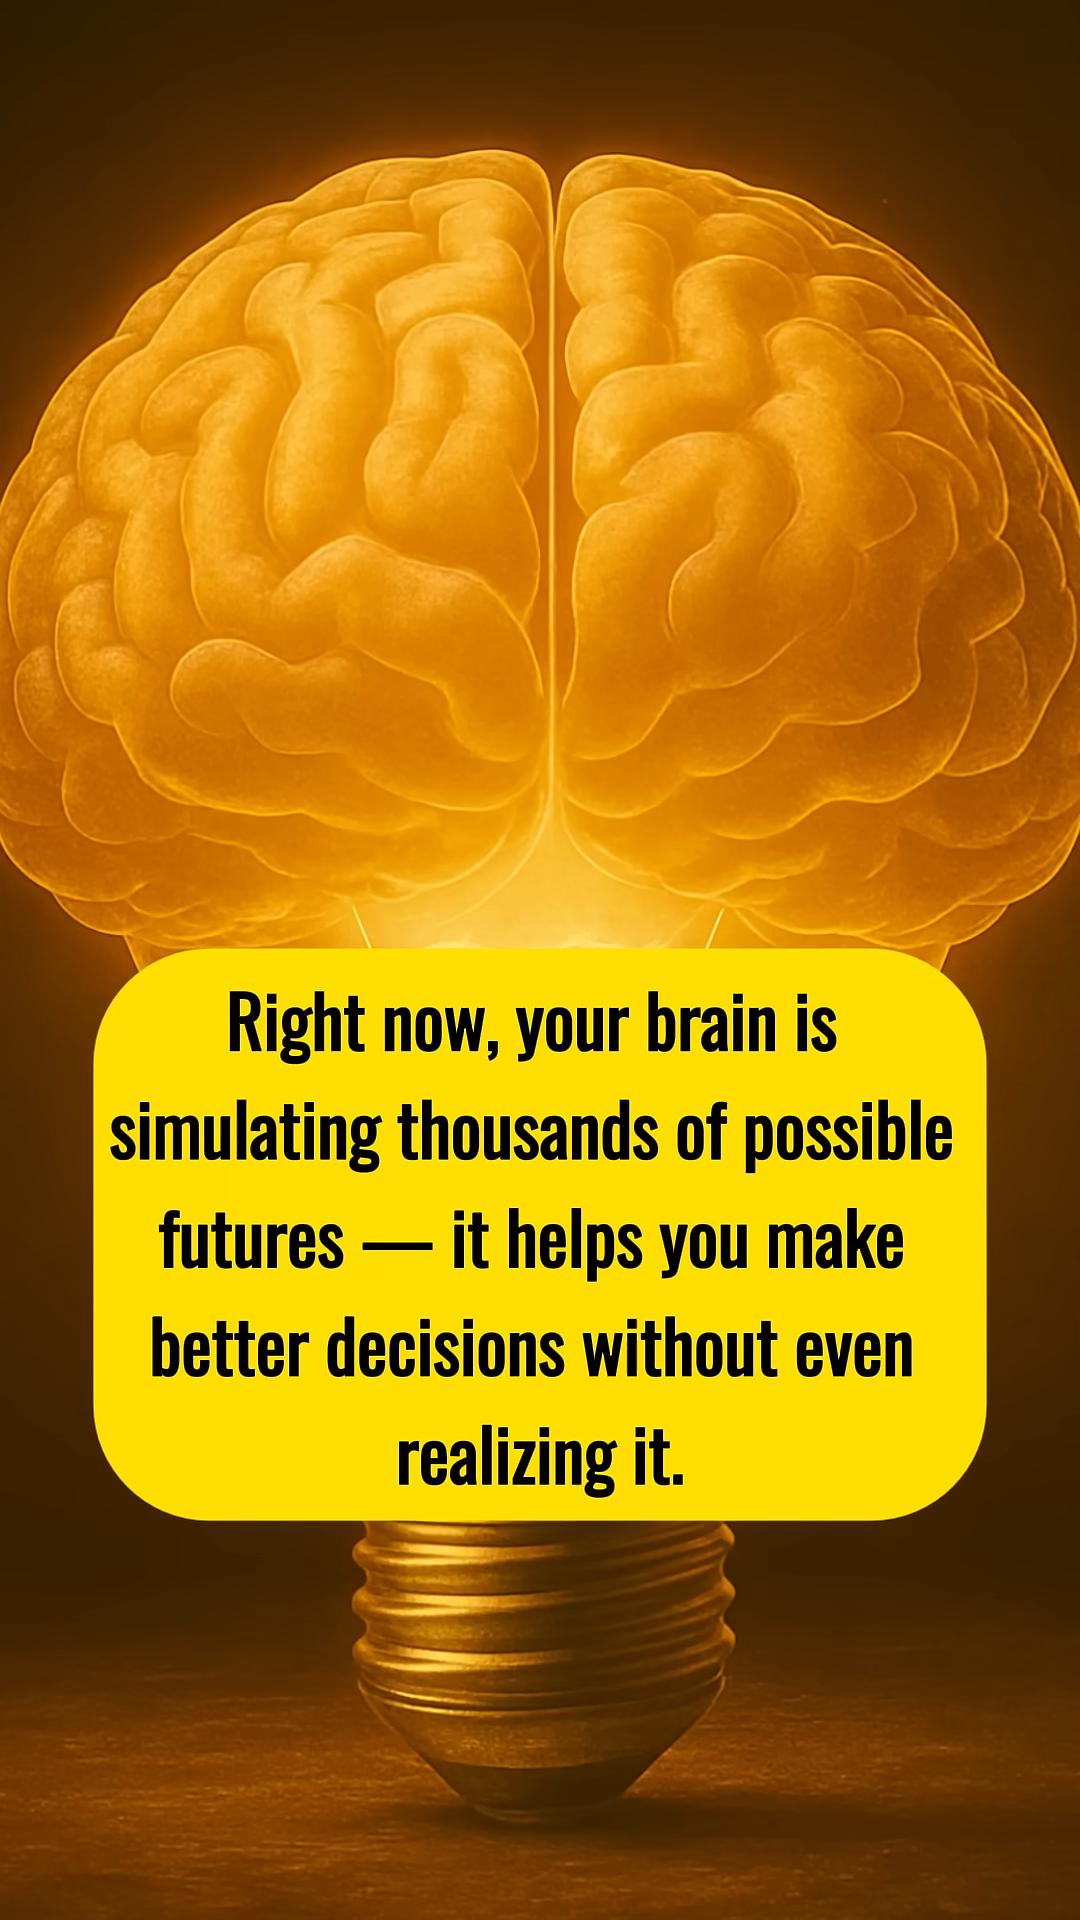 Right now, your brain is
simulating thousands of possible
futures — it helps you make
better decisions without even
realizing it.